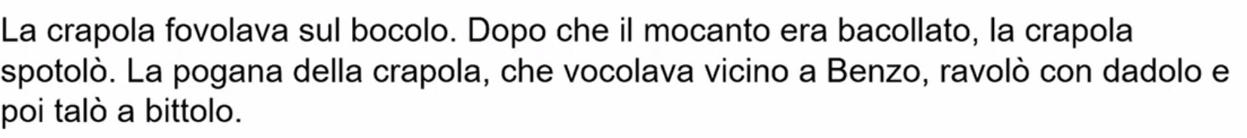 La crapola fovolava sul bocolo. Dopo che il mocanto era bacollato, la crapola
spotolò. La pogana della crapola, che vocolava vicino a Benzo, ravolò con dadolo e
poi talò a bittolo.